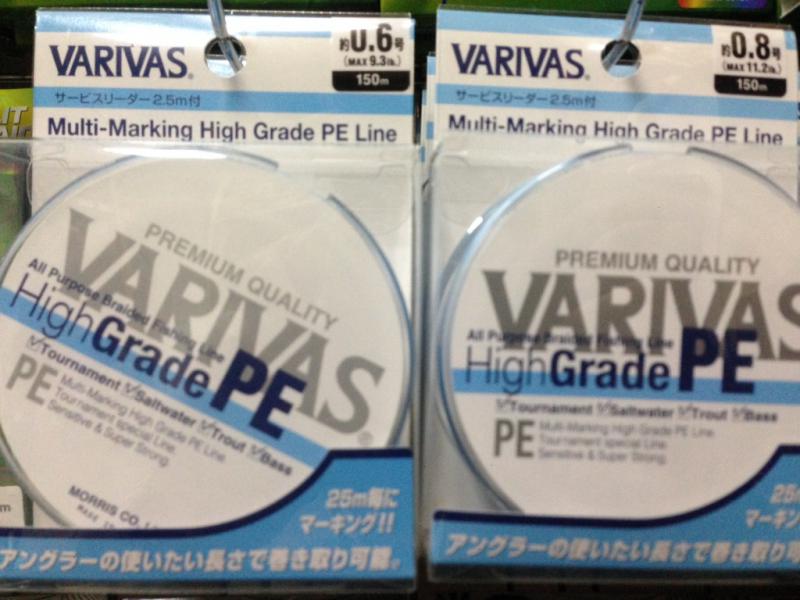 VARIVAS®
約0.6号
(MAX 9.3lb.)
150m
サービスリーダー2.5m付
Multi-Marking High Grade PE Line
PREMIUM QUALITY
VARIVAS®
All Purpose Braided Fishing Line
HighGrade PE
Tournament Saltwater Trout Bass
PE
Multi-Marking High Grade PE Line.
Tournament special Line.
Sensitive & Super Strong.
MORRIS CO.
25m毎に
マーキング!!
アングラーの使いたい長さで巻き取り可能。
VARIVAS®
約0.8号
(MAX 11.2lb.)
150m
サービスリーダー2.5m付
Multi-Marking High Grade PE Line
PREMIUM QUALITY
VARIVAS
All Purpose Braided Fishing Line
HighGrade PE
Tournament Saltwater Trout Bass
PE
Multi-Marking High Grade PE Line.
Tournament special Line.
Sensitive & Super Strong.
25
マーキ
アングラーの使いたい長さで巻き取り可